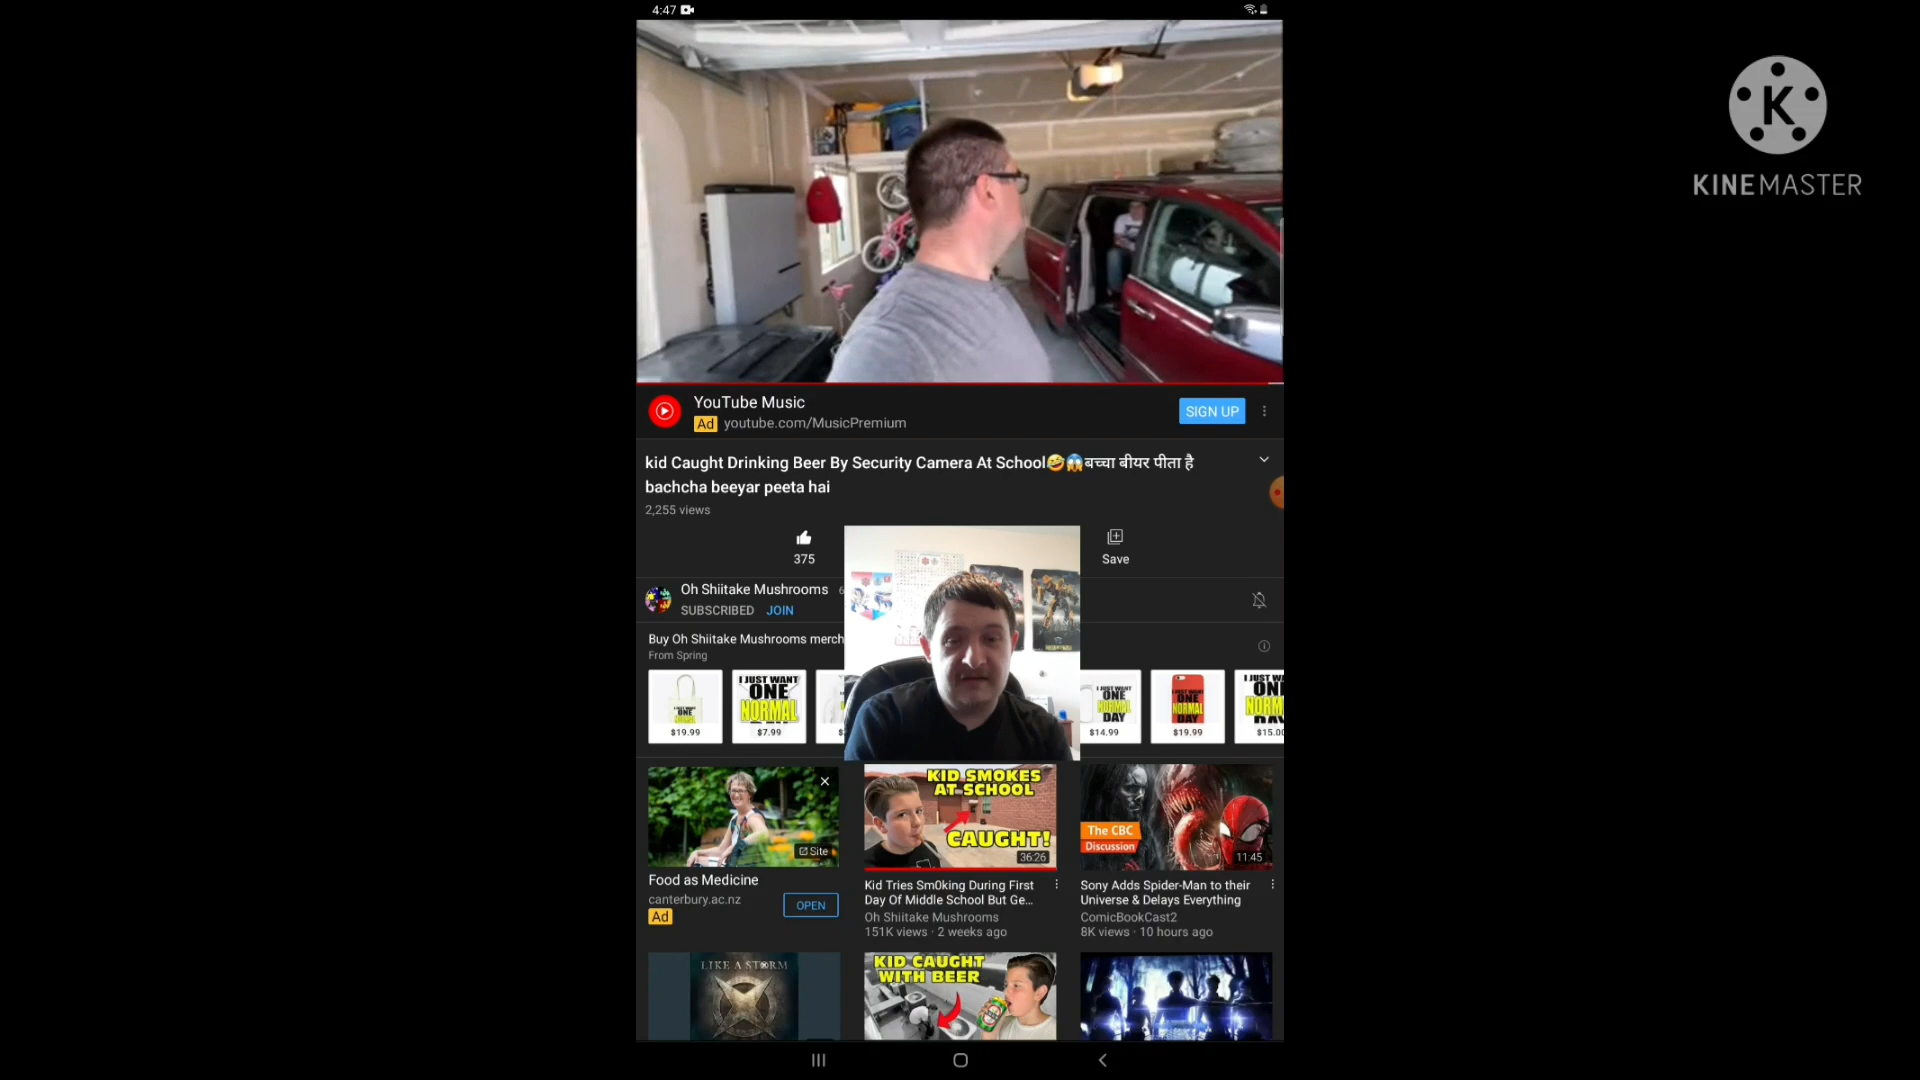 4:47
KINEMASTER
YouTube Music
Ad youtube.com/MusicPremium
SIGN UP
kid Caught Drinking Beer By Security Camera At School🤣😱बच्चा बीयर पीता है
bachcha beeyar peeta hai
2,255 views
375
Save
Oh Shiitake Mushrooms
SUBSCRIBED JOIN
Buy Oh Shiitake Mushrooms merch
From Spring
I JUST WANT
ONE
NORMAL
DAY
$19.99
$7.99
$14.99
$19.99
$15.00
Site
Food as Medicine
canterbury.ac.nz
Ad
OPEN
KID SMOKES
AT SCHOOL
CAUGHT!
36:26
Kid Tries Sm0king During First
Day Of Middle School But Ge...
Oh Shiitake Mushrooms
151K views · 2 weeks ago
The CBC
Discussion
11:45
Sony Adds Spider-Man to their
Universe & Delays Everything
ComicBookCast2
8K views · 10 hours ago
LIKE A STORM
KID CAUGHT
WITH BEER